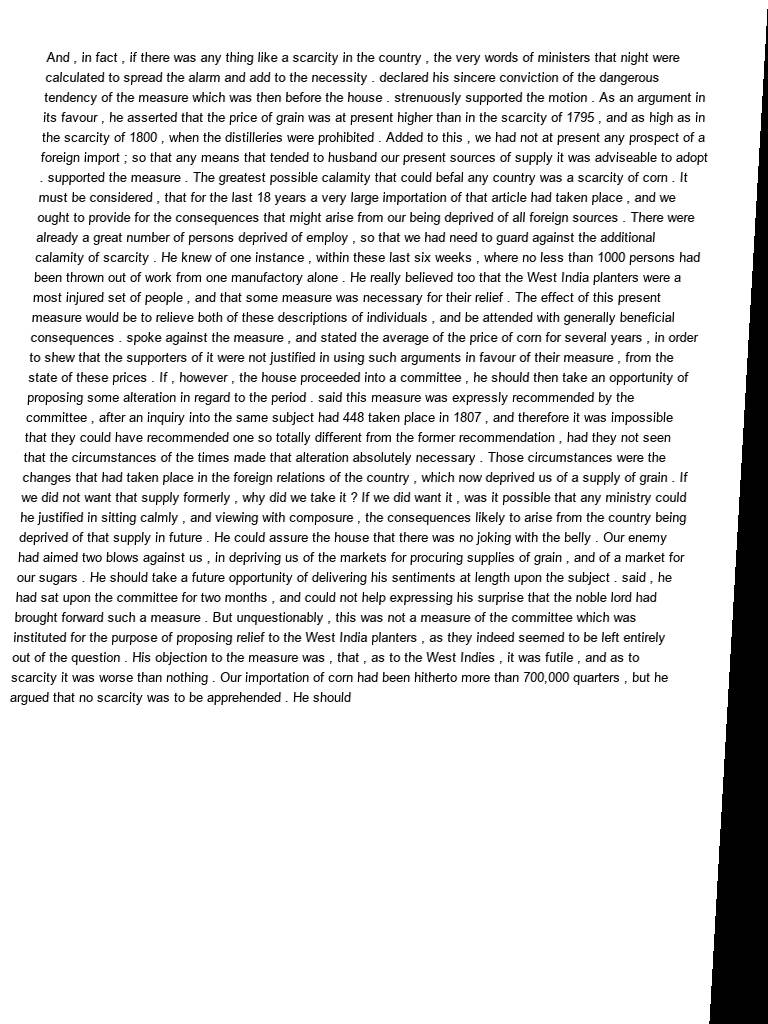 And , in fact , if there was any thing like a scarcity in the country , the very words of ministers that night were
calculated to spread the alarm and add to the necessity . declared his sincere conviction of the dangerous
tendency of the measure which was then before the house . strenuously supported the motion . As an argument in
its favour , he asserted that the price of grain was at present higher than in the scarcity of 1795 , and as high as in
the scarcity of 1800 , when the distilleries were prohibited . Added to this , we had not at present any prospect of a
foreign import ; so that any means that tended to husband our present sources of supply it was adviseable to adopt
. supported the measure . The greatest possible calamity that could befal any country was a scarcity of corn . It
must be considered , that for the last 18 years a very large importation of that article had taken place , and we
ought to provide for the consequences that might arise from our being deprived of all foreign sources . There were
already a great number of persons deprived of employ , so that we had need to guard against the additional
calamity of scarcity . He knew of one instance , within these last six weeks , where no less than 1000 persons had
been thrown out of work from one manufactory alone . He really believed too that the West India planters were a
most injured set of people , and that some measure was necessary for their relief . The effect of this present
measure would be to relieve both of these descriptions of individuals , and be attended with generally beneficial
consequences . spoke against the measure , and stated the average of the price of corn for several years , in order
to shew that the supporters of it were not justified in using such arguments in favour of their measure , from the
state of these prices . If , however , the house proceeded into a committee , he should then take an opportunity of
proposing some alteration in regard to the period . said this measure was expressly recommended by the
committee , after an inquiry into the same subject had 448 taken place in 1807 , and therefore it was impossible
that they could have recommended one so totally different from the former recommendation , had they not seen
that the circumstances of the times made that alteration absolutely necessary . Those circumstances were the
changes that had taken place in the foreign relations of the country , which now deprived us of a supply of grain . If
we did not want that supply formerly , why did we take it ? If we did want it , was it possible that any ministry could
he justified in sitting calmly , and viewing with composure , the consequences likely to arise from the country being
deprived of that supply in future . He could assure the house that there was no joking with the belly . Our enemy
had aimed two blows against us , in depriving us of the markets for procuring supplies of grain , and of a market for
our sugars . He should take a future opportunity of delivering his sentiments at length upon the subject . said , he
had sat upon the committee for two months , and could not help expressing his surprise that the noble lord had
brought forward such a measure . But unquestionably , this was not a measure of the committee which was
instituted for the purpose of proposing relief to the West India planters , as they indeed seemed to be left entirely
out of the question . His objection to the measure was , that , as to the West Indies , it was futile , and as to
scarcity it was worse than nothing . Our importation of corn had been hitherto more than 700,000 quarters , but he
argued that no scarcity was to be apprehended . He should